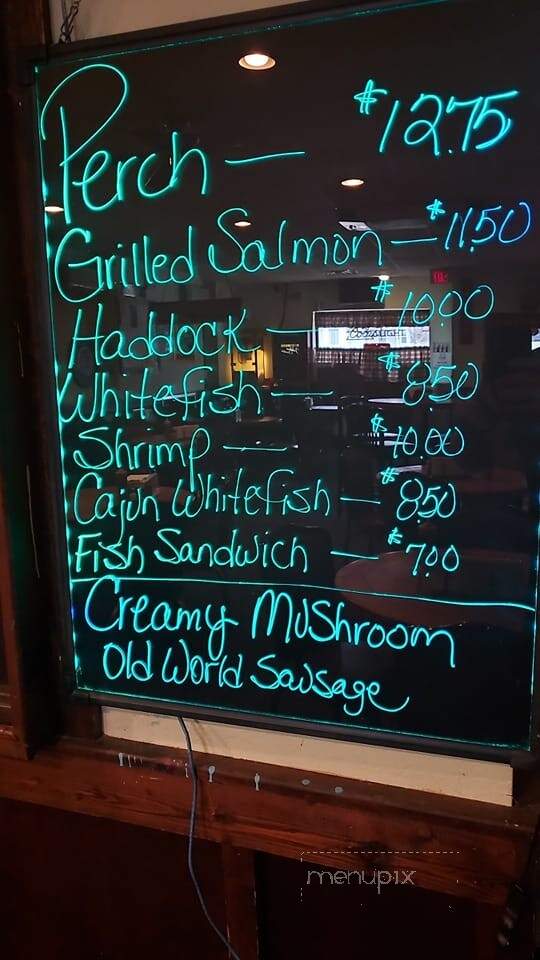 Perch — $12.75
Grilled Salmon — $11.50
Haddock — $10.00
Whitefish — $8.50
Shrimp — $10.00
Cajun Whitefish — $8.50
Fish Sandwich — $7.00
Creamy Mushroom
Old World Sausage
menupix